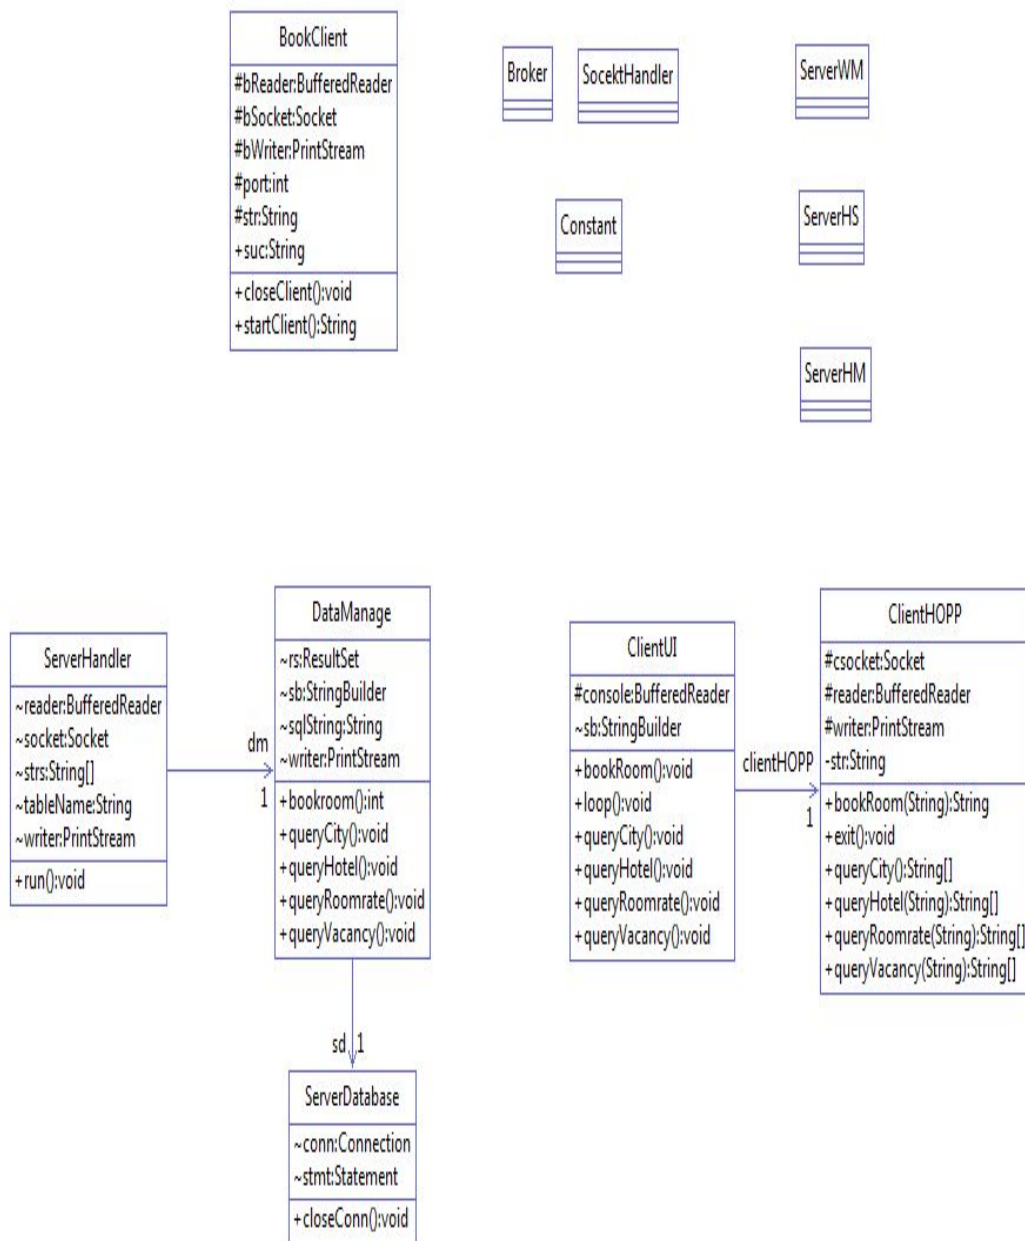 BookClient
#bReader:BufferedReader
#bSocket:Socket
#bWriter:PrintStream
#port:int
#str:String
+suc:String
+closeClient():void
+startClient():String
Broker
SocektHandler
ServerWM
Constant
ServerHS
ServerHM
ServerHandler
~reader:BufferedReader
~socket:Socket
~strs:String[]
~tableName:String
~writer:PrintStream
+run():void
dm
1
DataManage
~rs:ResultSet
~sb:StringBuilder
~sqlString:String
~writer:PrintStream
+bookroom():int
+queryCity():void
+queryHotel():void
+queryRoomrate():void
+queryVacancy():void
sd
1
ServerDatabase
~conn:Connection
~stmt:Statement
+closeConn():void
ClientUI
#console:BufferedReader
~sb:StringBuilder
+bookRoom():void
+loop():void
+queryCity():void
+queryHotel():void
+queryRoomrate():void
+queryVacancy():void
clientHOPP
1
ClientHOPP
#csocket:Socket
#reader:BufferedReader
#writer:PrintStream
-str:String
+bookRoom(String):String
+exit():void
+queryCity():String[]
+queryHotel(String):String[]
+queryRoomrate(String):String[]
+queryVacancy(String):String[]